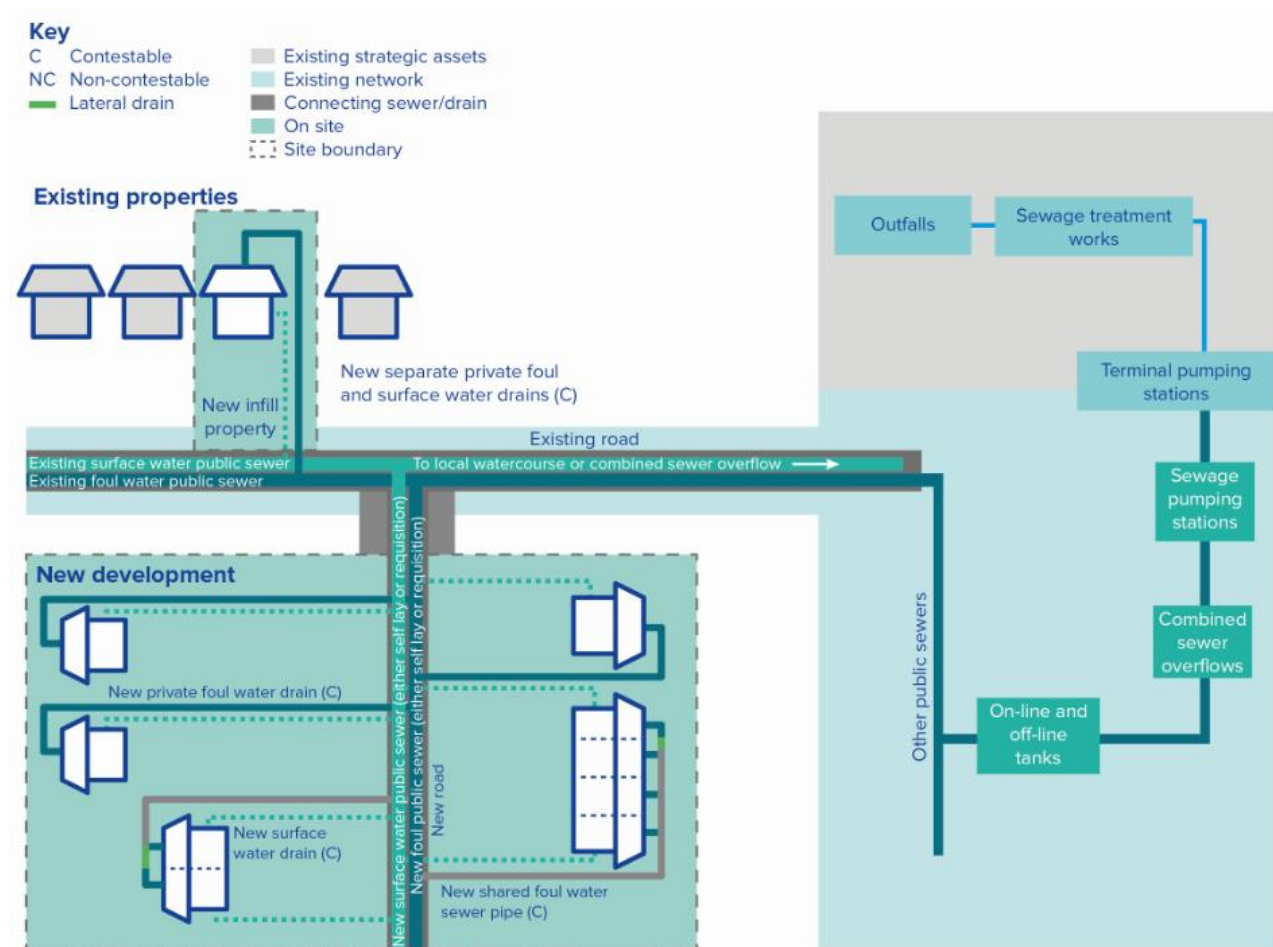 Key
C Contestable
NC Non-contestable
Lateral drain
Existing strategic assets
Existing network
Connecting sewer/drain
On site
Site boundary
Existing properties
New separate private foul
and surface water drains (C)
New infill
property
Existing road
Existing surface water public sewer
To local watercourse or combined sewer overflow
Existing foul water public sewer
New development
New private foul water drain (C)
New surface
water drain (C)
New surface water public sewer (either self lay or requisition)
New foul public sewer (either self lay or requisition)
New road
New shared foul water
sewer pipe (C)
Outfalls
Sewage treatment
works
Terminal pumping
stations
Sewage
pumping
stations
Combined
sewer
overflows
On-line and
off-line
tanks
Other public sewers